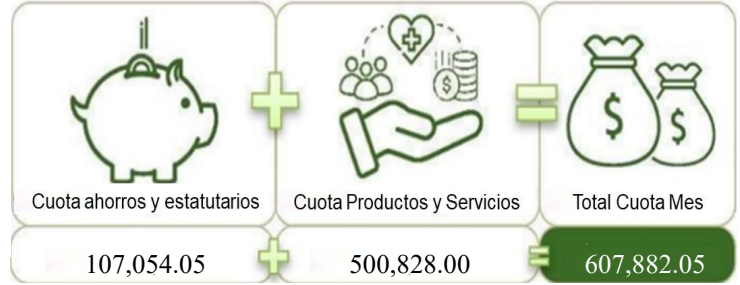 Cuota ahorros y estatutarios
Cuota Productos y Servicios
Total Cuota Mes
107,054.05
500,828.00
607,882.05